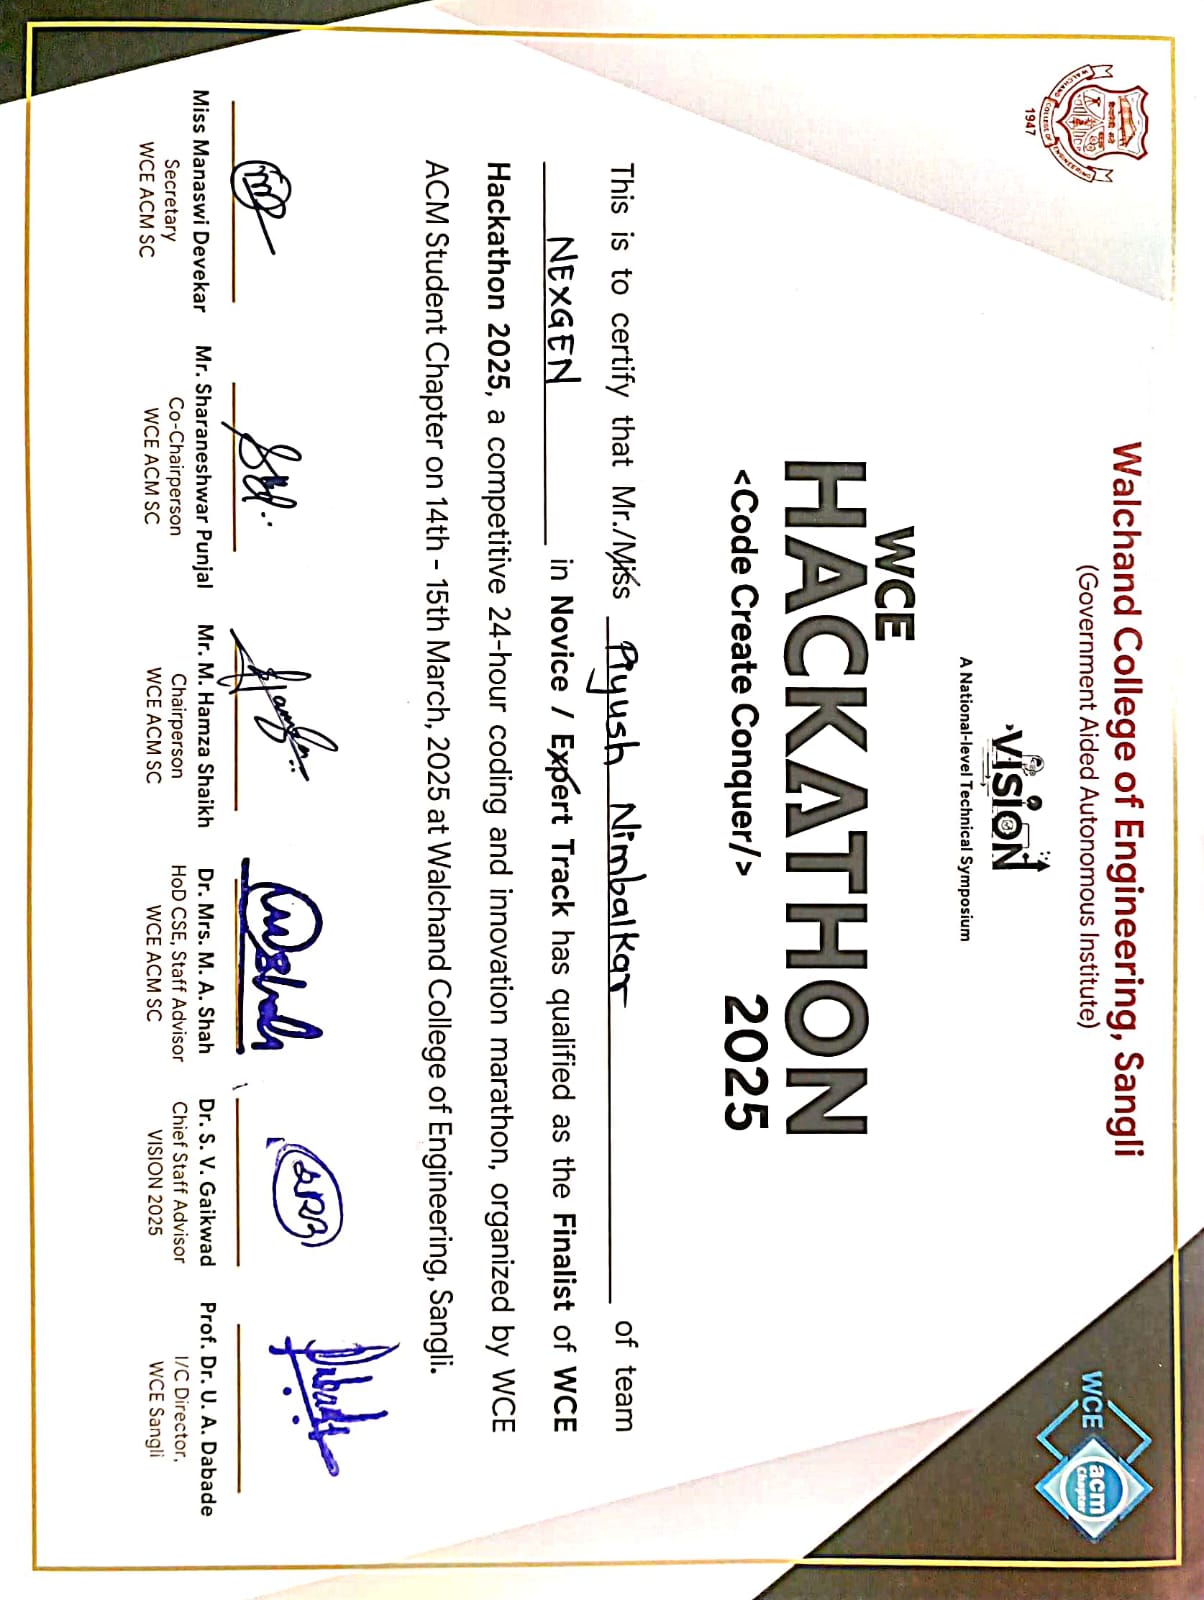 Walchand College of Engineering, Sangli
(Government Aided Autonomous Institute)
WALCHAND COLLEGE OF ENGINEERING
1947
WCE acm Chapter
VISION
A National-level Technical Symposium
WCE
HACKATHON
<Code Create Conquer/> 2025
This is to certify that Mr./Miss Piyush Nimbalkar of team
NEXGEN in Novice / Expert Track has qualified as the Finalist of WCE
Hackathon 2025, a competitive 24-hour coding and innovation marathon, organized by WCE
ACM Student Chapter on 14th - 15th March, 2025 at Walchand College of Engineering, Sangli.
Miss Manaswi Devekar
Secretary
WCE ACM SC
Mr. Sharaneshwar Punjal
Co-Chairperson
WCE ACM SC
Mr. M. Hamza Shaikh
Chairperson
WCE ACM SC
Dr. Mrs. M. A. Shah
HoD CSE, Staff Advisor
WCE ACM SC
Dr. S. V. Gaikwad
Chief Staff Advisor
VISION 2025
Prof. Dr. U. A. Dabade
I/C Director,
WCE Sangli